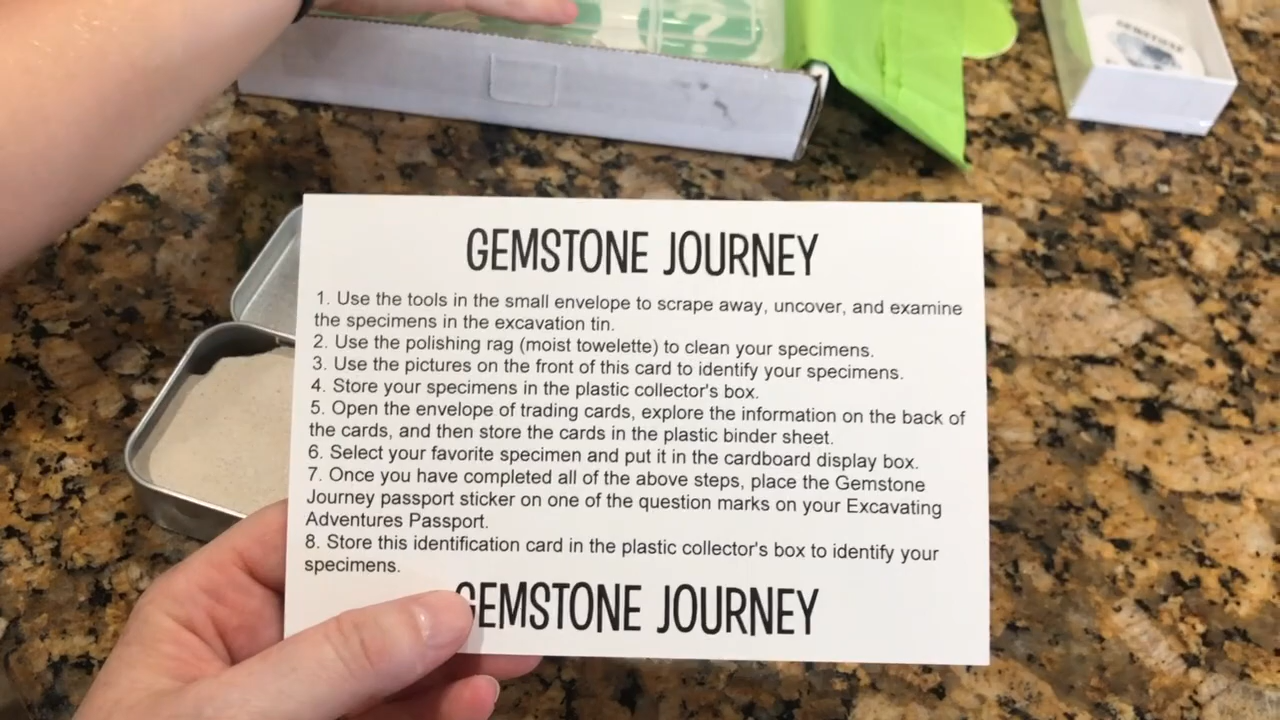 ?
GEMSTONE
GEMSTONE JOURNEY
1. Use the tools in the small envelope to scrape away, uncover, and examine
the specimens in the excavation tin.
2. Use the polishing rag (moist towelette) to clean your specimens.
3. Use the pictures on the front of this card to identify your specimens.
4. Store your specimens in the plastic collector's box.
5. Open the envelope of trading cards, explore the information on the back of
the cards, and then store the cards in the plastic binder sheet.
6. Select your favorite specimen and put it in the cardboard display box.
7. Once you have completed all of the above steps, place the Gemstone
Journey passport sticker on one of the question marks on your Excavating
Adventures Passport.
8. Store this identification card in the plastic collector's box to identify your
specimens.
GEMSTONE JOURNEY